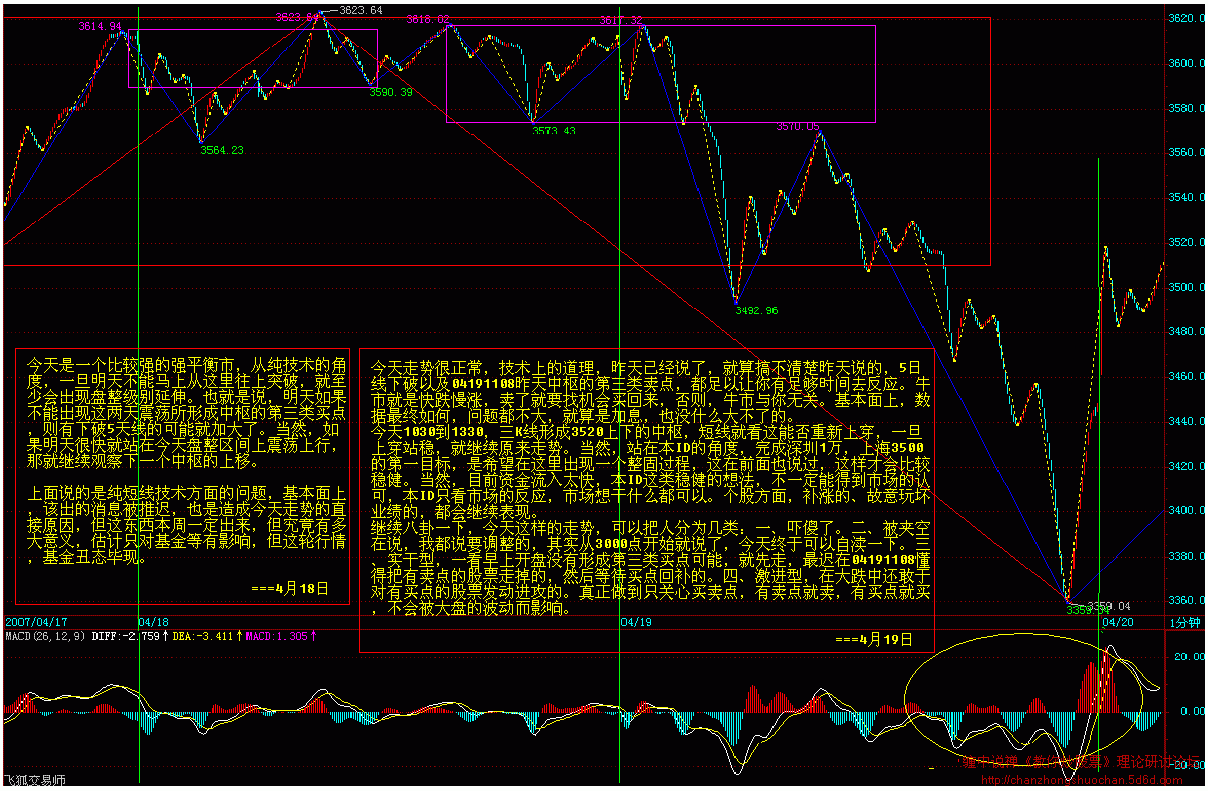 3614.94
3623.64
3618.02
3617.32
3590.39
3564.23
3573.43
3570.05
3492.96
3620.0
3600.0
3580.0
3560.0
3540.0
3520.0
3500.0
3480.0
3460.0
3440.0
3420.0
3400.0
3380.0
3360.0
今天是一个比较强的强平衡市，从纯技术的角
度，一旦明天不能马上从这里往上突破，就至
少会出现盘整级别延伸。也就是说，明天如果
不能出现这两天震荡所形成中枢的第三类买点
，则有下破5天线的可能就加大了。当然，如
果明天很快就站在今天盘整区间上震荡上行，
那就继续观察下一个中枢的上移。
上面说的是纯短线技术方面的问题，基本面上
，该出的消息被推迟，也是造成今天走势的直
接原因，但这东西本周一定出来，但究竟有多
大意义，估计只对基金等有影响，但这轮行情
，基金丑态毕现。
===4月18日
今天走势很正常，技术上的道理，昨天已经说了，就算搞不清楚昨天说的，5日
线下破以及04191108昨天中枢的第三类卖点，都足以让你有足够时间去反应。牛
市就是快跌慢涨，卖了就要找机会买回来，否则，牛市与你无关。基本面上，数
据最终如何，问题都不大，就算是加息，也没什么大不了的。
今天1030到1330，三K线形成3520上下的中枢，短线就看这能否重新上穿，一旦
上穿站稳，就继续原来走势。当然，站在本ID的角度，完成深圳1万，上海3500
的第一目标，是希望在这里出现一个整固过程，这在前面也说过，这样才会比较
稳健。当然，目前资金流入太快，本ID这类稳健的想法，不一定能得到市场的认
可，本ID只看市场的反应，市场想干什么都可以。个股方面，补涨的、故意玩坏
业绩的，都会继续表现。
继续八卦一下，今天这样的走势，可以把人分为几类，一、吓傻了。二、被夹空
在说，我都说要调整的，其实从3000点开始就说了，今天终于可以自渎一下。三
、实干型，一看早上开盘没有形成第三类买点可能，就先走，最迟在04191108懂
得把有卖点的股票走掉的，然后等待买点回补的。四、激进型，在大跌中还敢于
对有买点的股票发动进攻的。真正做到只关心买卖点，有卖点就卖，有买点就买
，不会被大盘的波动而影响。
===4月19日
3359.04
2007/04/17
04/18
04/19
04/20
1分钟
MACD(26,12,9) DIFF:-2.759↑ DEA:-3.411↑ MACD:1.305↑
20.00
0.00
-20.00
http://chanzhongshuochan.5d6d.com
飞狐交易师